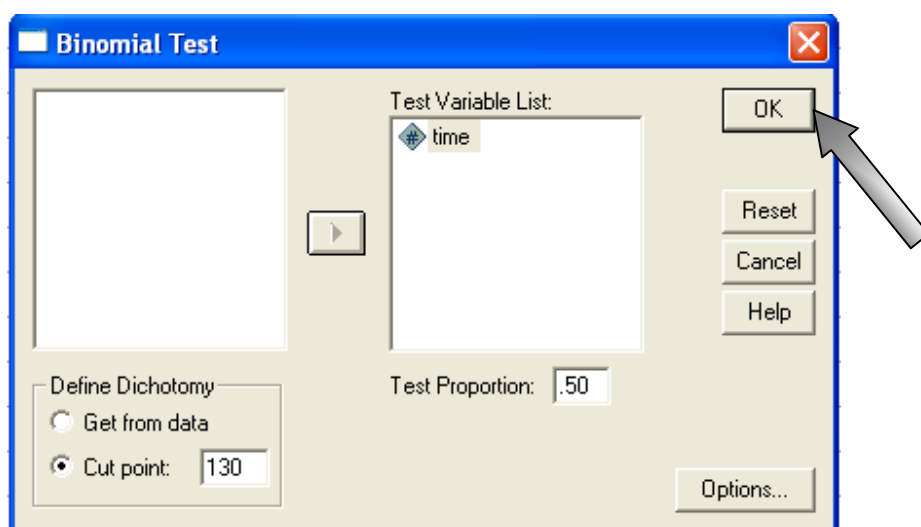 Binomial Test
Test Variable List:
# time
OK
Reset
Cancel
Help
Define Dichotomy
Get from data
Cut point: 130
Test Proportion: .50
Options...